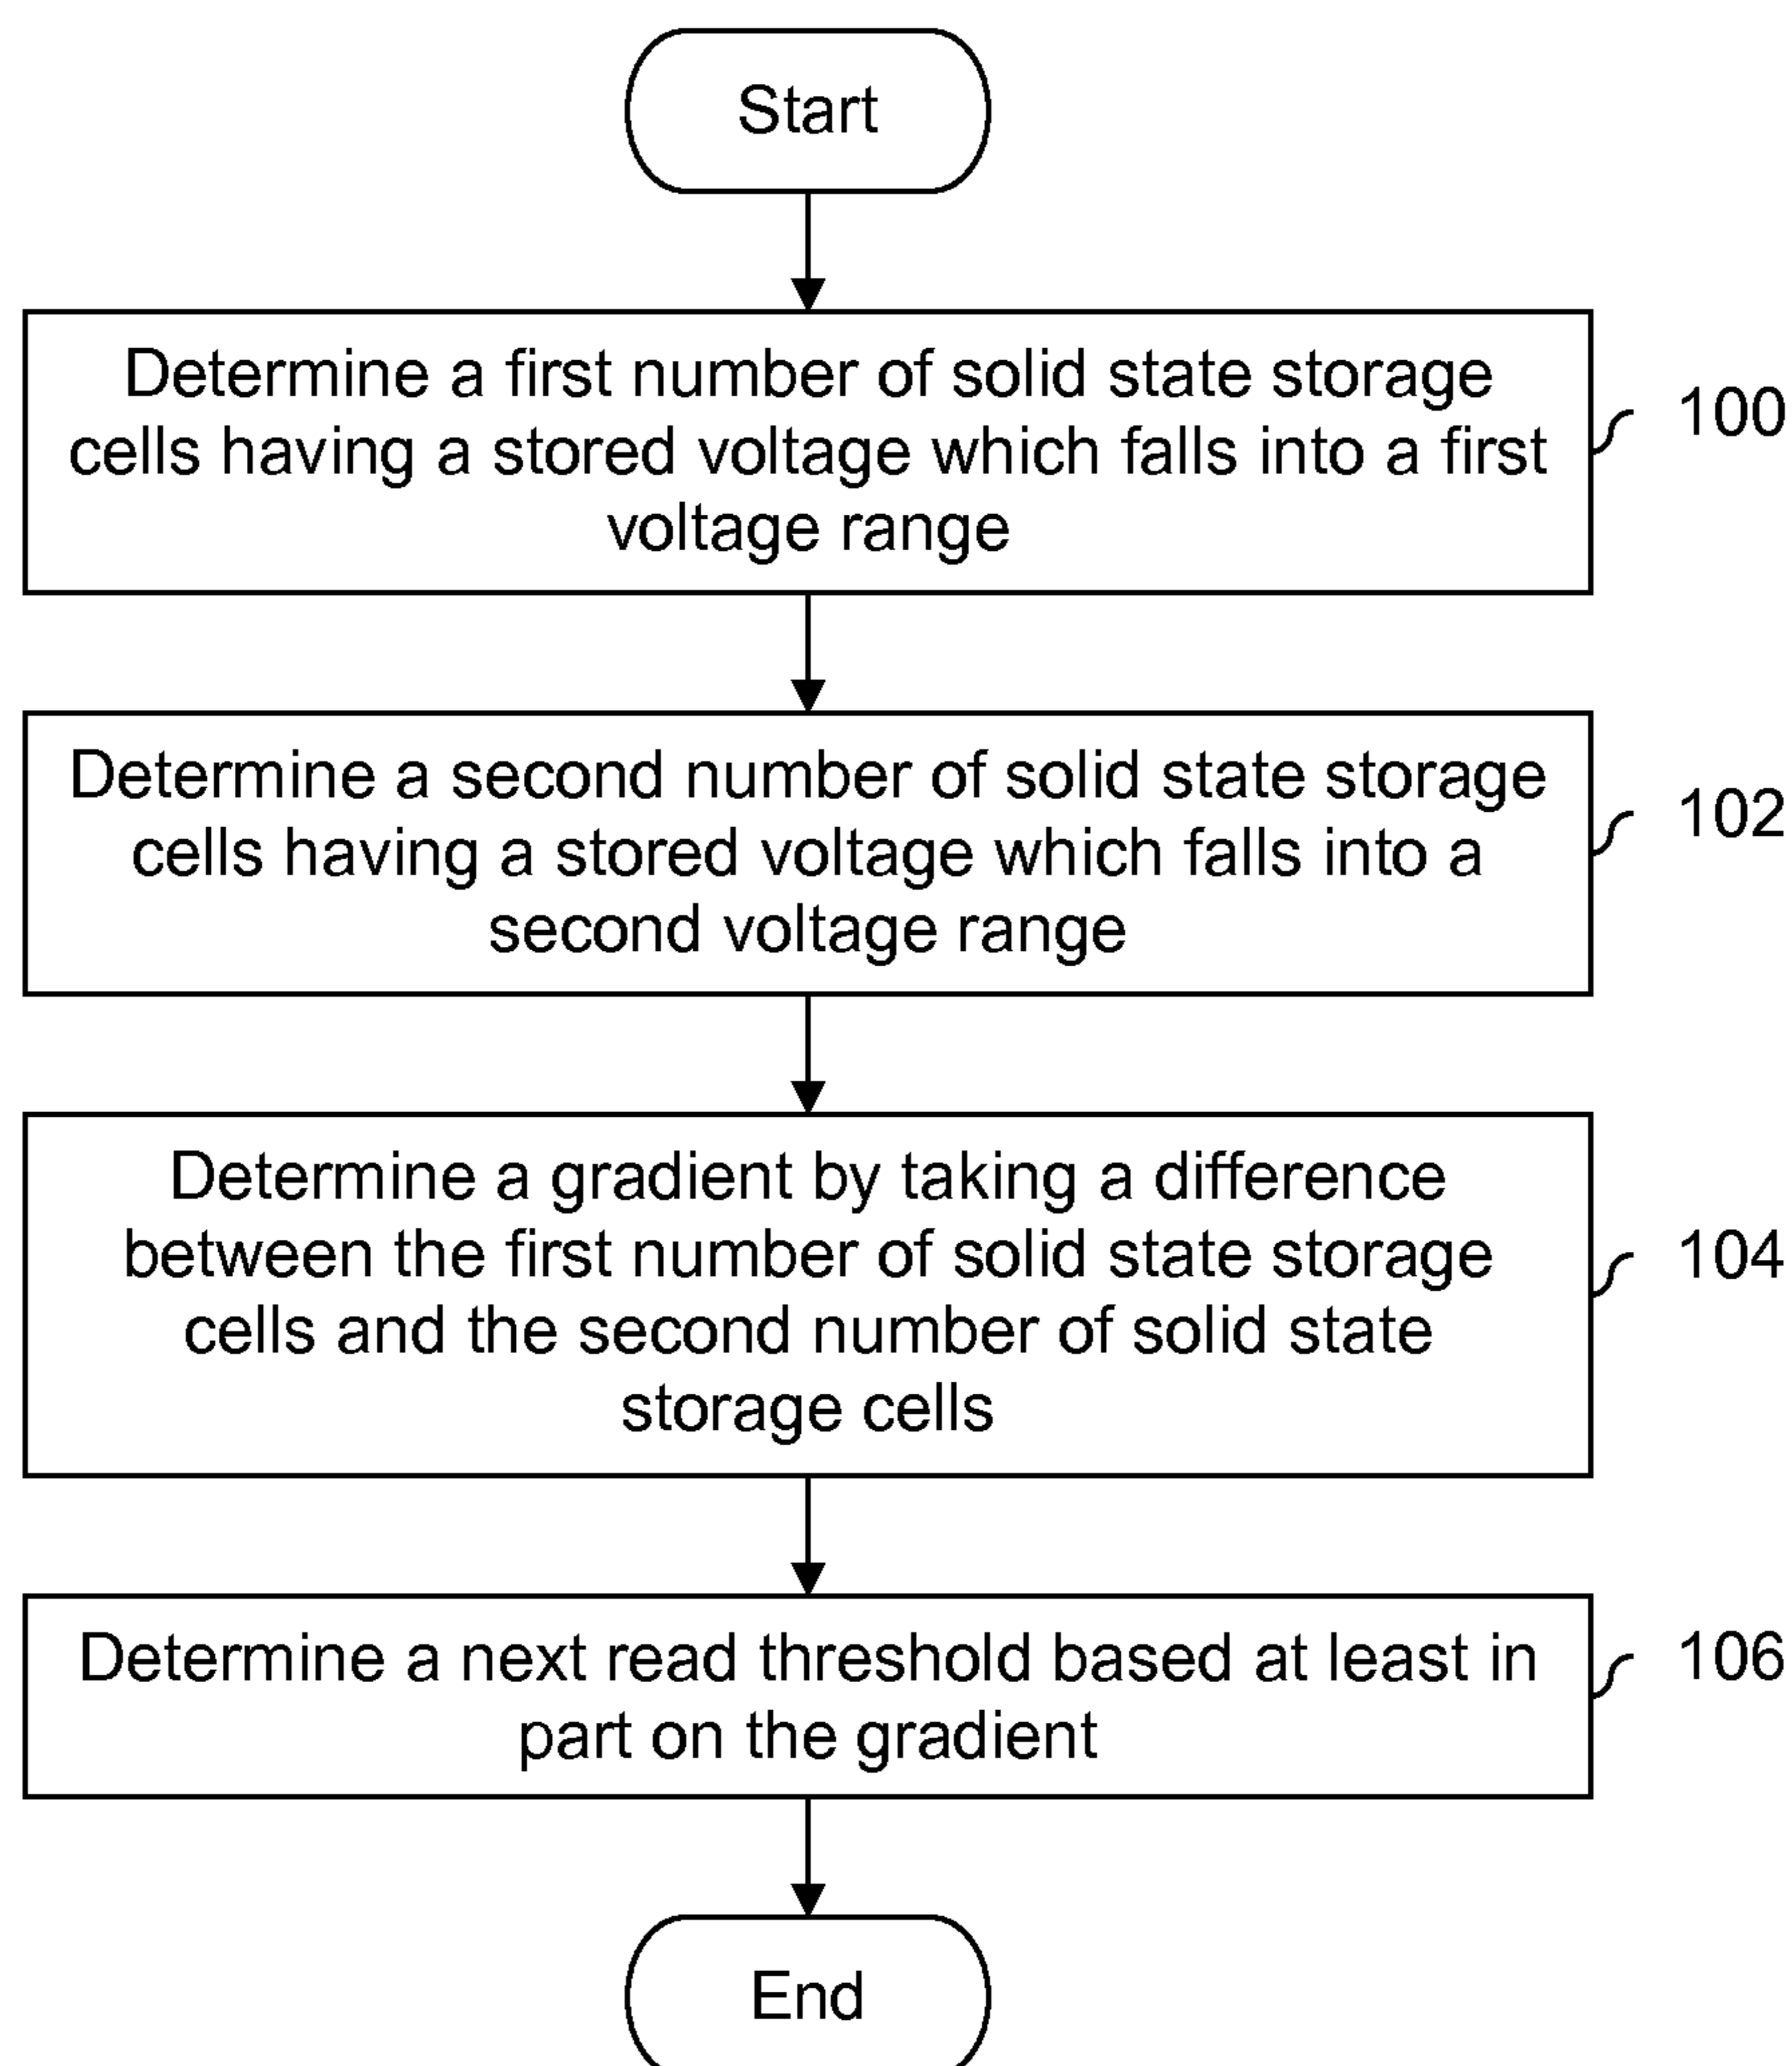 Start
Determine a first number of solid state storage
cells having a stored voltage which falls into a first
voltage range
100
Determine a second number of solid state storage
cells having a stored voltage which falls into a
second voltage range
102
Determine a gradient by taking a difference
between the first number of solid state storage
cells and the second number of solid state
storage cells
104
Determine a next read threshold based at least in
part on the gradient
106
End